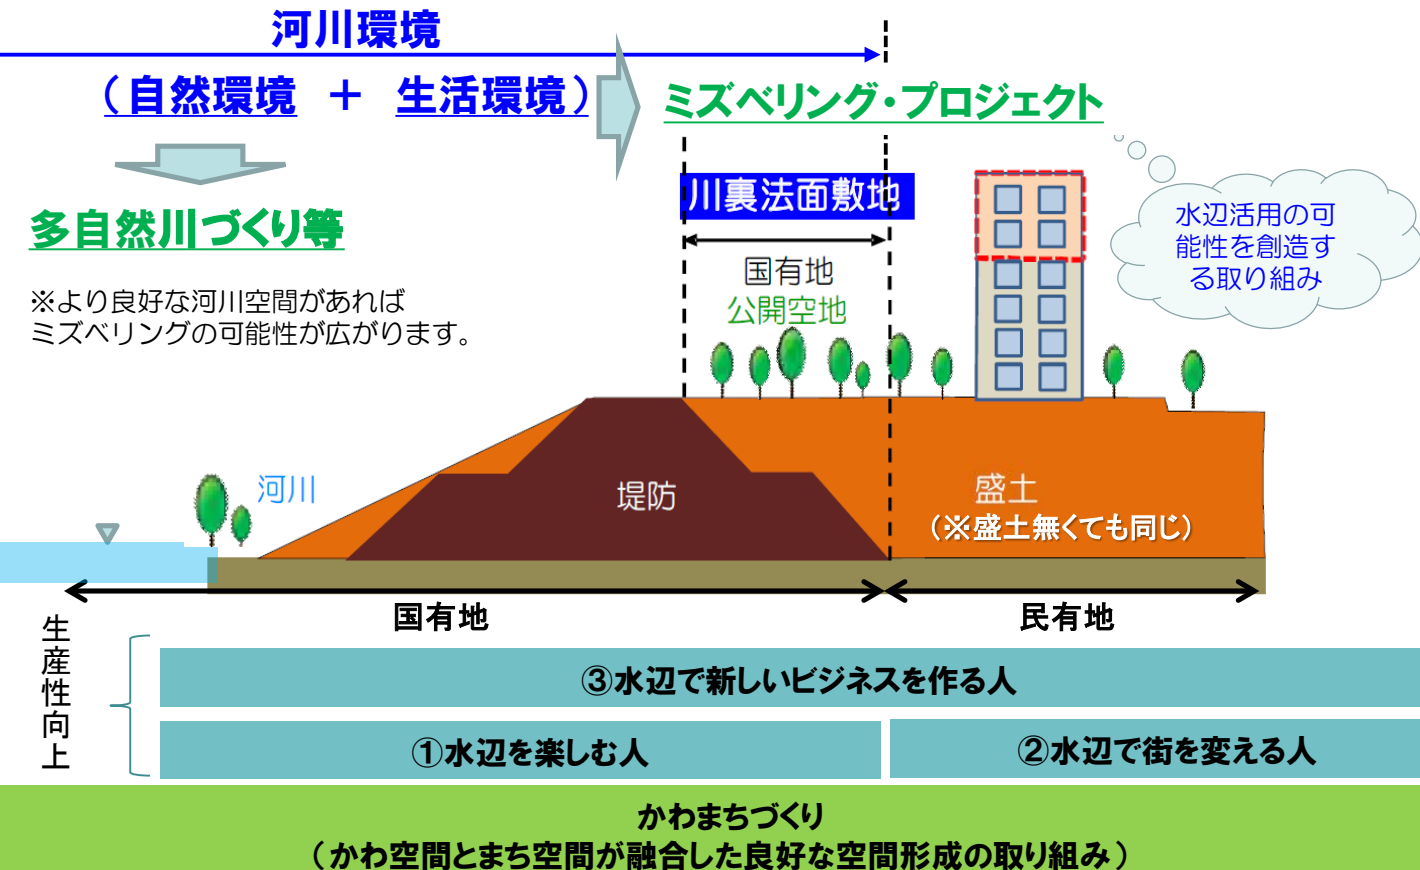 河川環境
（自然環境　＋　生活環境）
ミズベリング・プロジェクト
多自然川づくり等
※より良好な河川空間があれば
ミズベリングの可能性が広がります。
川裏法面敷地
国有地
公開空地
水辺活用の可
能性を創造す
る取り組み
河川
堤防
盛土
（※盛土無くても同じ）
国有地
民有地
生産性向上
③水辺で新しいビジネスを作る人
①水辺を楽しむ人
②水辺で街を変える人
かわまちづくり
（かわ空間とまち空間が融合した良好な空間形成の取り組み）